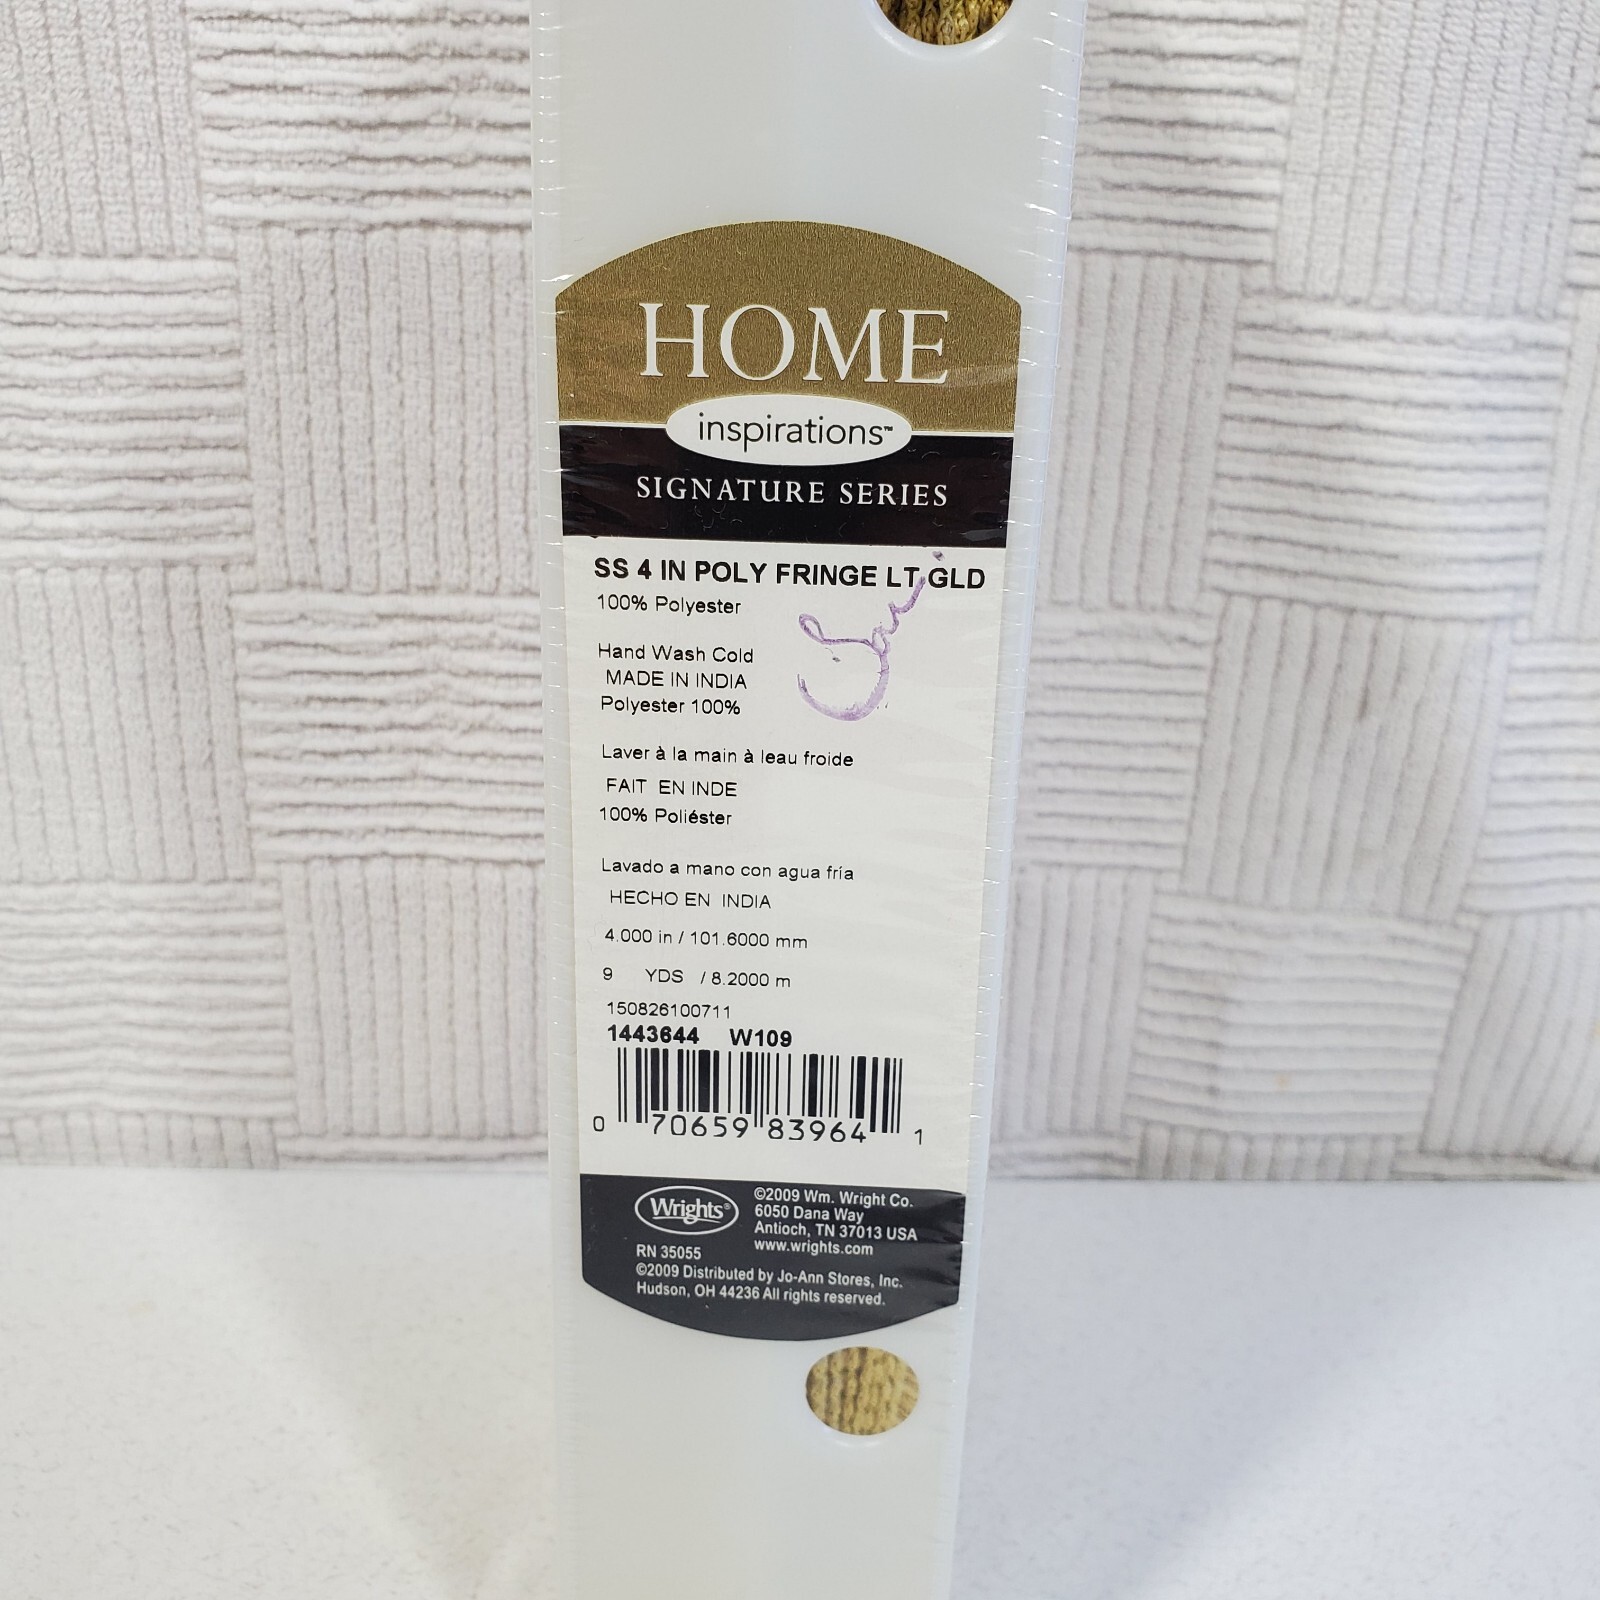 HOME
inspirations™
SIGNATURE SERIES
SS 4 IN POLY FRINGE LT GLD
100% Polyester
Hand Wash Cold
MADE IN INDIA
Polyester 100%
Laver à la main à leau froide
FAIT EN INDE
100% Poliéster
Lavado a mano con agua fría
HECHO EN INDIA
4.000 in / 101.6000 mm
9 YDS / 8.2000 m
150826100711
1443644 W109
0 70659 83964 1
Wrights®
©2009 Wm. Wright Co.
6050 Dana Way
Antioch, TN 37013 USA
www.wrights.com
RN 35055
©2009 Distributed by Jo-Ann Stores, Inc.
Hudson, OH 44236 All rights reserved.